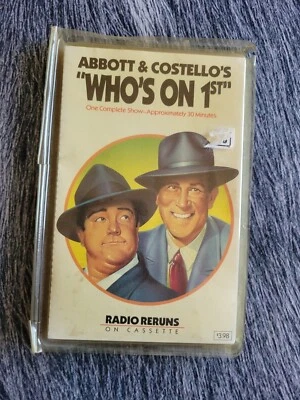 ABBOTT & COSTELLO'S
"WHO'S ON 1ST"
One Complete Show—Approximately 30 Minutes
RADIO RERUNS
ON CASSETTE